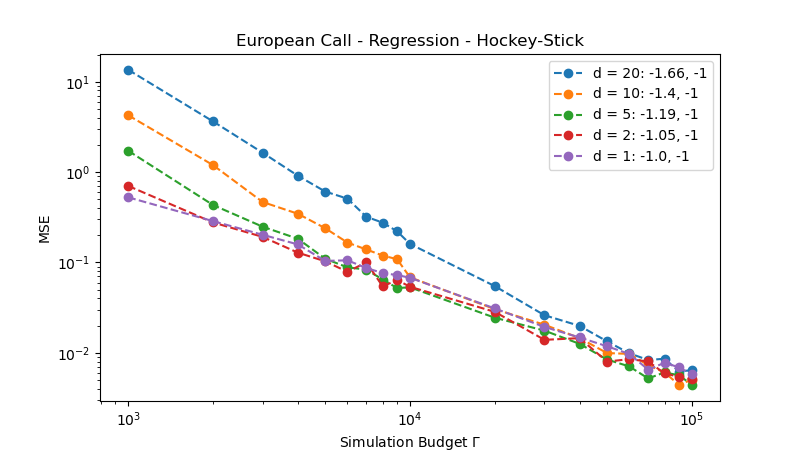 European Call - Regression - Hockey-Stick
d = 20: -1.66, -1
d = 10: -1.4, -1
d = 5: -1.19, -1
d = 2: -1.05, -1
d = 1: -1.0, -1
MSE
10¹
10⁰
10⁻¹
10⁻²
10³
10⁴
10⁵
Simulation Budget Γ